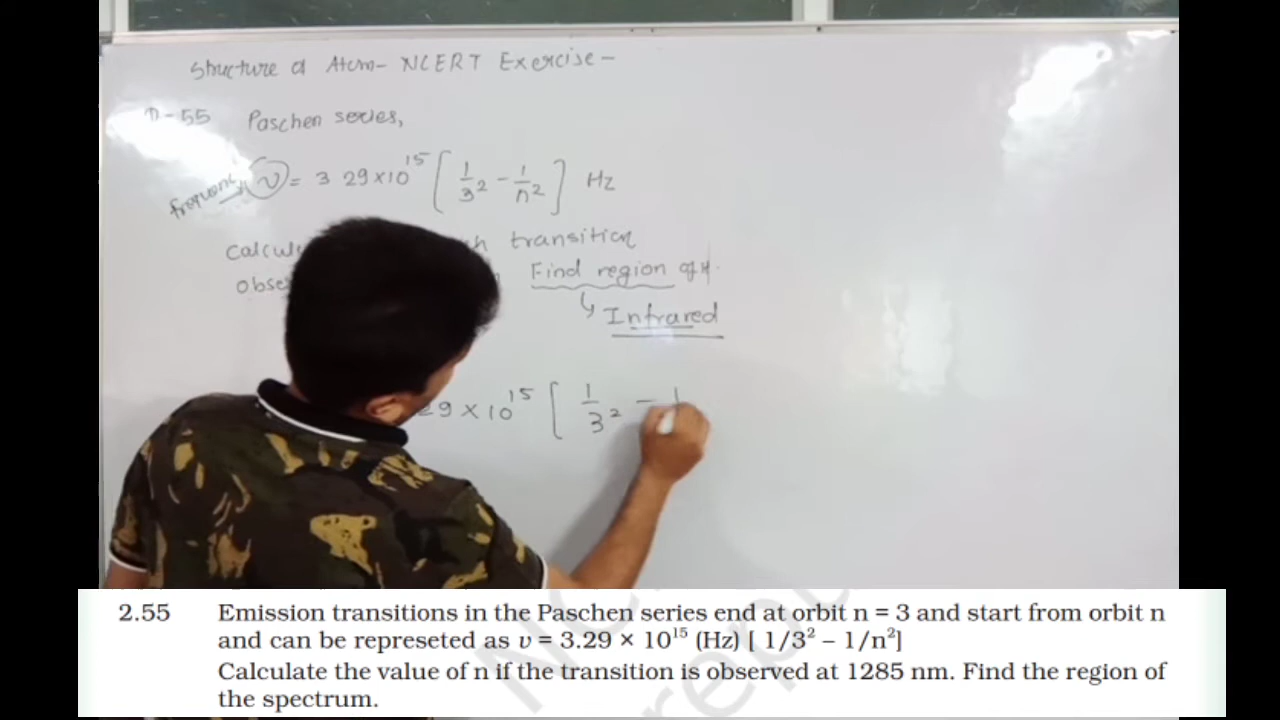 Structure of Atom- NCERT Exercise-
55 Paschen series,
frequency ν = 3 29×10^15 [ 1/3² - 1/n² ] Hz
transition
Find region of
Infrared
29 × 10^15 [ 1/3² -
2.55 Emission transitions in the Paschen series end at orbit n = 3 and start from orbit n
and can be represeted as υ = 3.29 × 10¹⁵ (Hz) [ 1/3² – 1/n²]
Calculate the value of n if the transition is observed at 1285 nm. Find the region of
the spectrum.